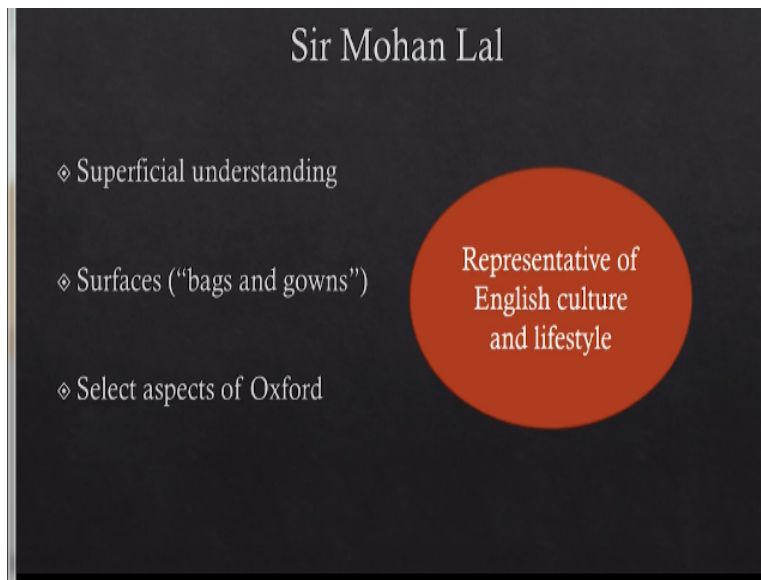 Sir Mohan Lal
Superficial understanding
Surfaces (“bags and gowns”)
Select aspects of Oxford
Representative of
English culture
and lifestyle